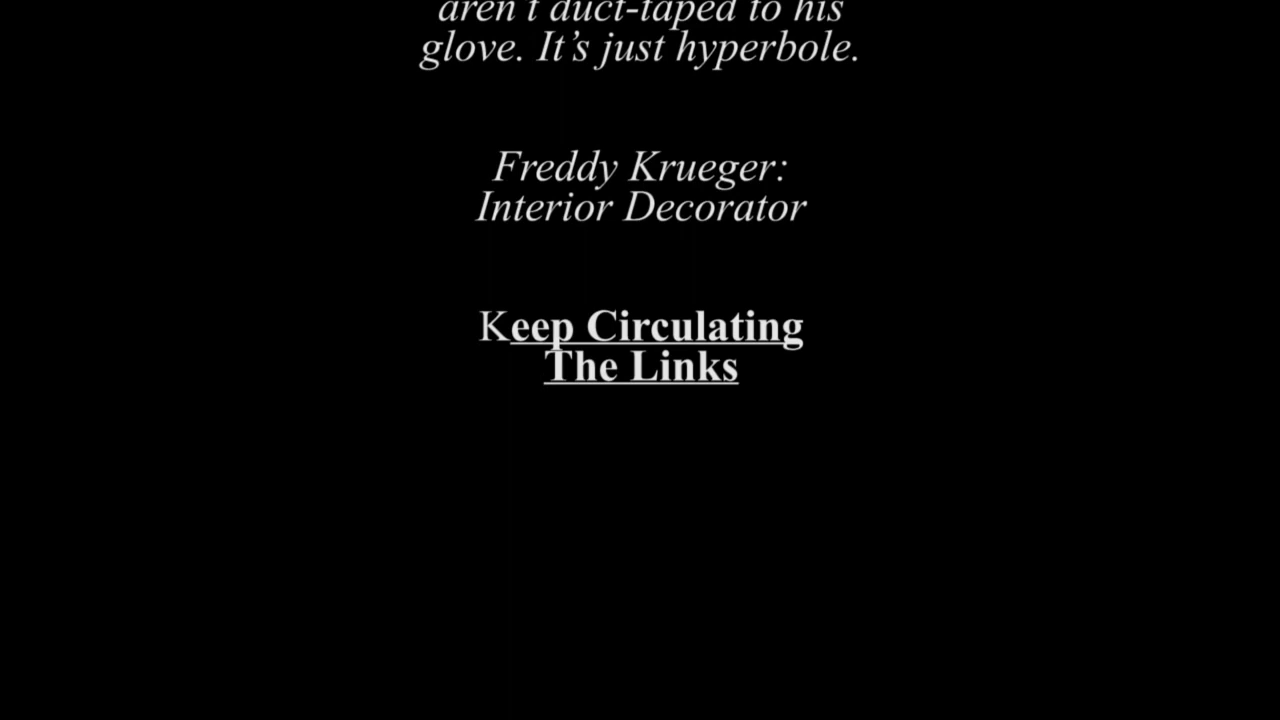 aren't duct-taped to his
glove. It’s just hyperbole.
Freddy Krueger:
Interior Decorator
Keep Circulating
The Links